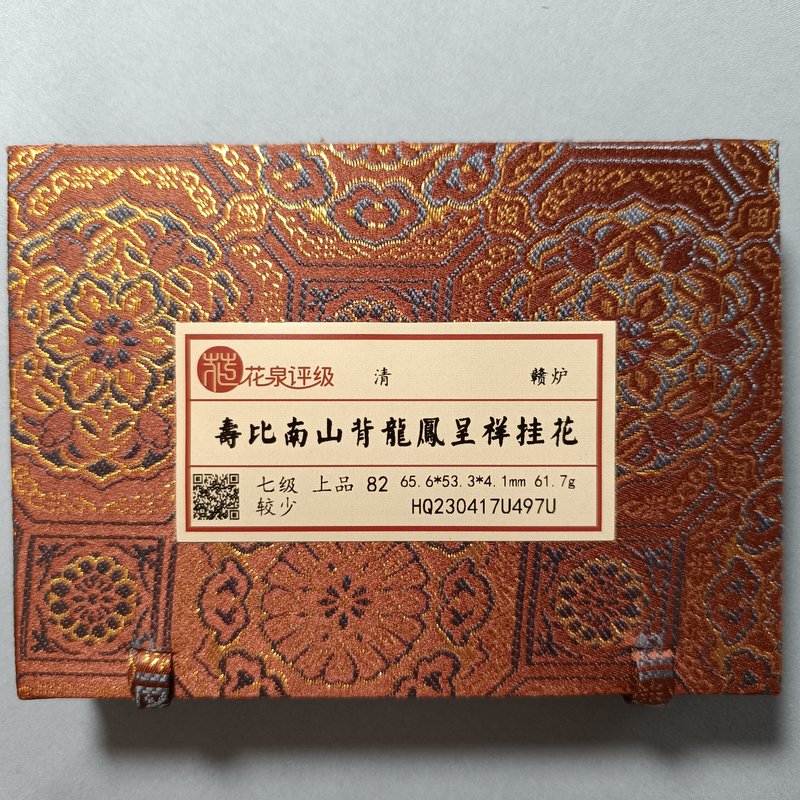 花泉评级 清 赣炉
壽比南山背龍鳳呈祥挂花
七级 上品 82 65.6*53.3*4.1mm 61.7g
较少 HQ230417U497U